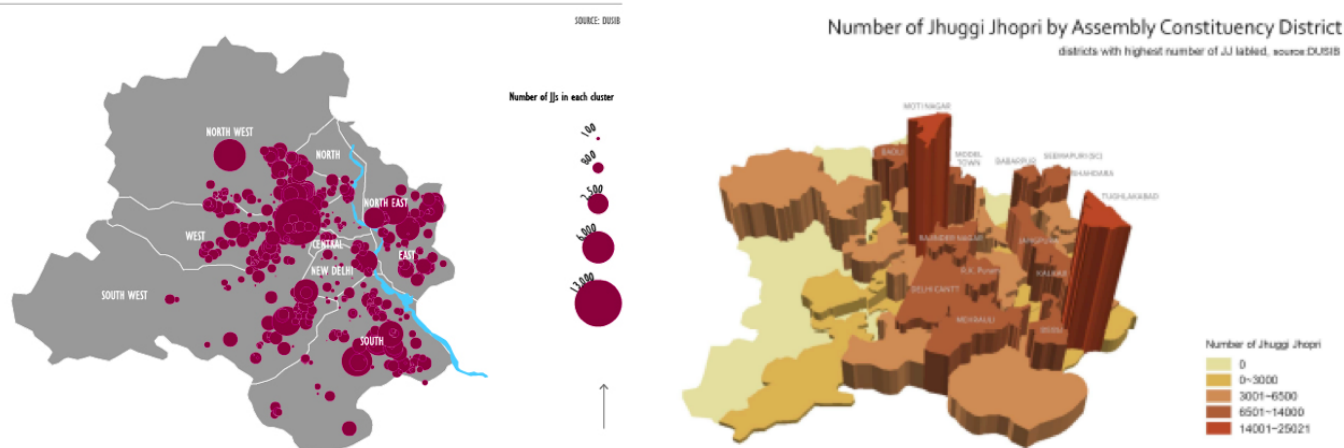 SOURCE: DUSIB
Number of JJs in each cluster
100
800
2,500
6,000
13,000
NORTH WEST
NORTH
NORTH EAST
WEST
CENTRAL
EAST
NEW DELHI
SOUTH WEST
SOUTH
Number of Jhuggi Jhopri by Assembly Constituency District
districts with highest number of JJ labled, source:DUSIB
MOTI NAGAR
BADLI
MODEL
TOWN
BABARPUR
SEEMAPURI (SC)
SHAHDARA
TUGHLAKABAD
RAJINDER NAGAR
JANGPURA
R.K. Puram
KALKAJI
DELHI CANTT
MEHRAULI
Number of Jhuggi Jhopri
0
0~3000
3001~6500
6501~14000
14001~25021